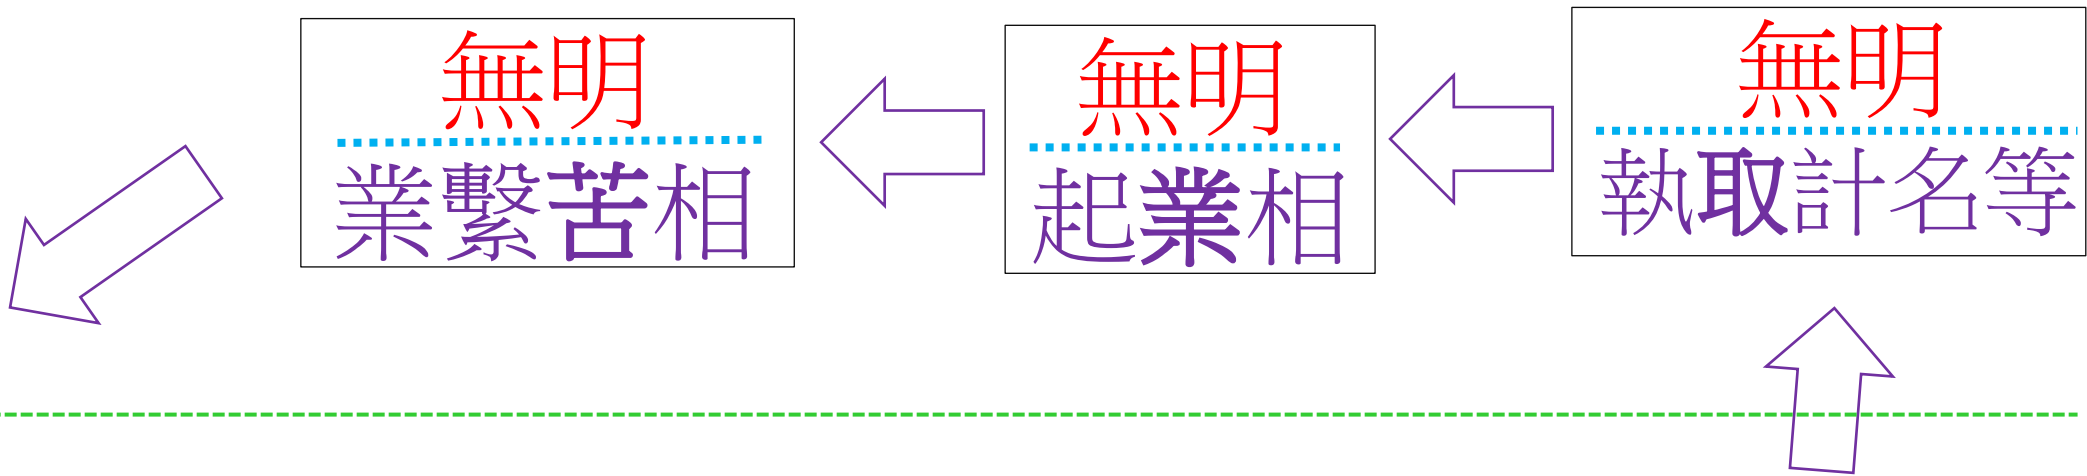 無明
業繫苦相
無明
起業相
無明
執取計名等